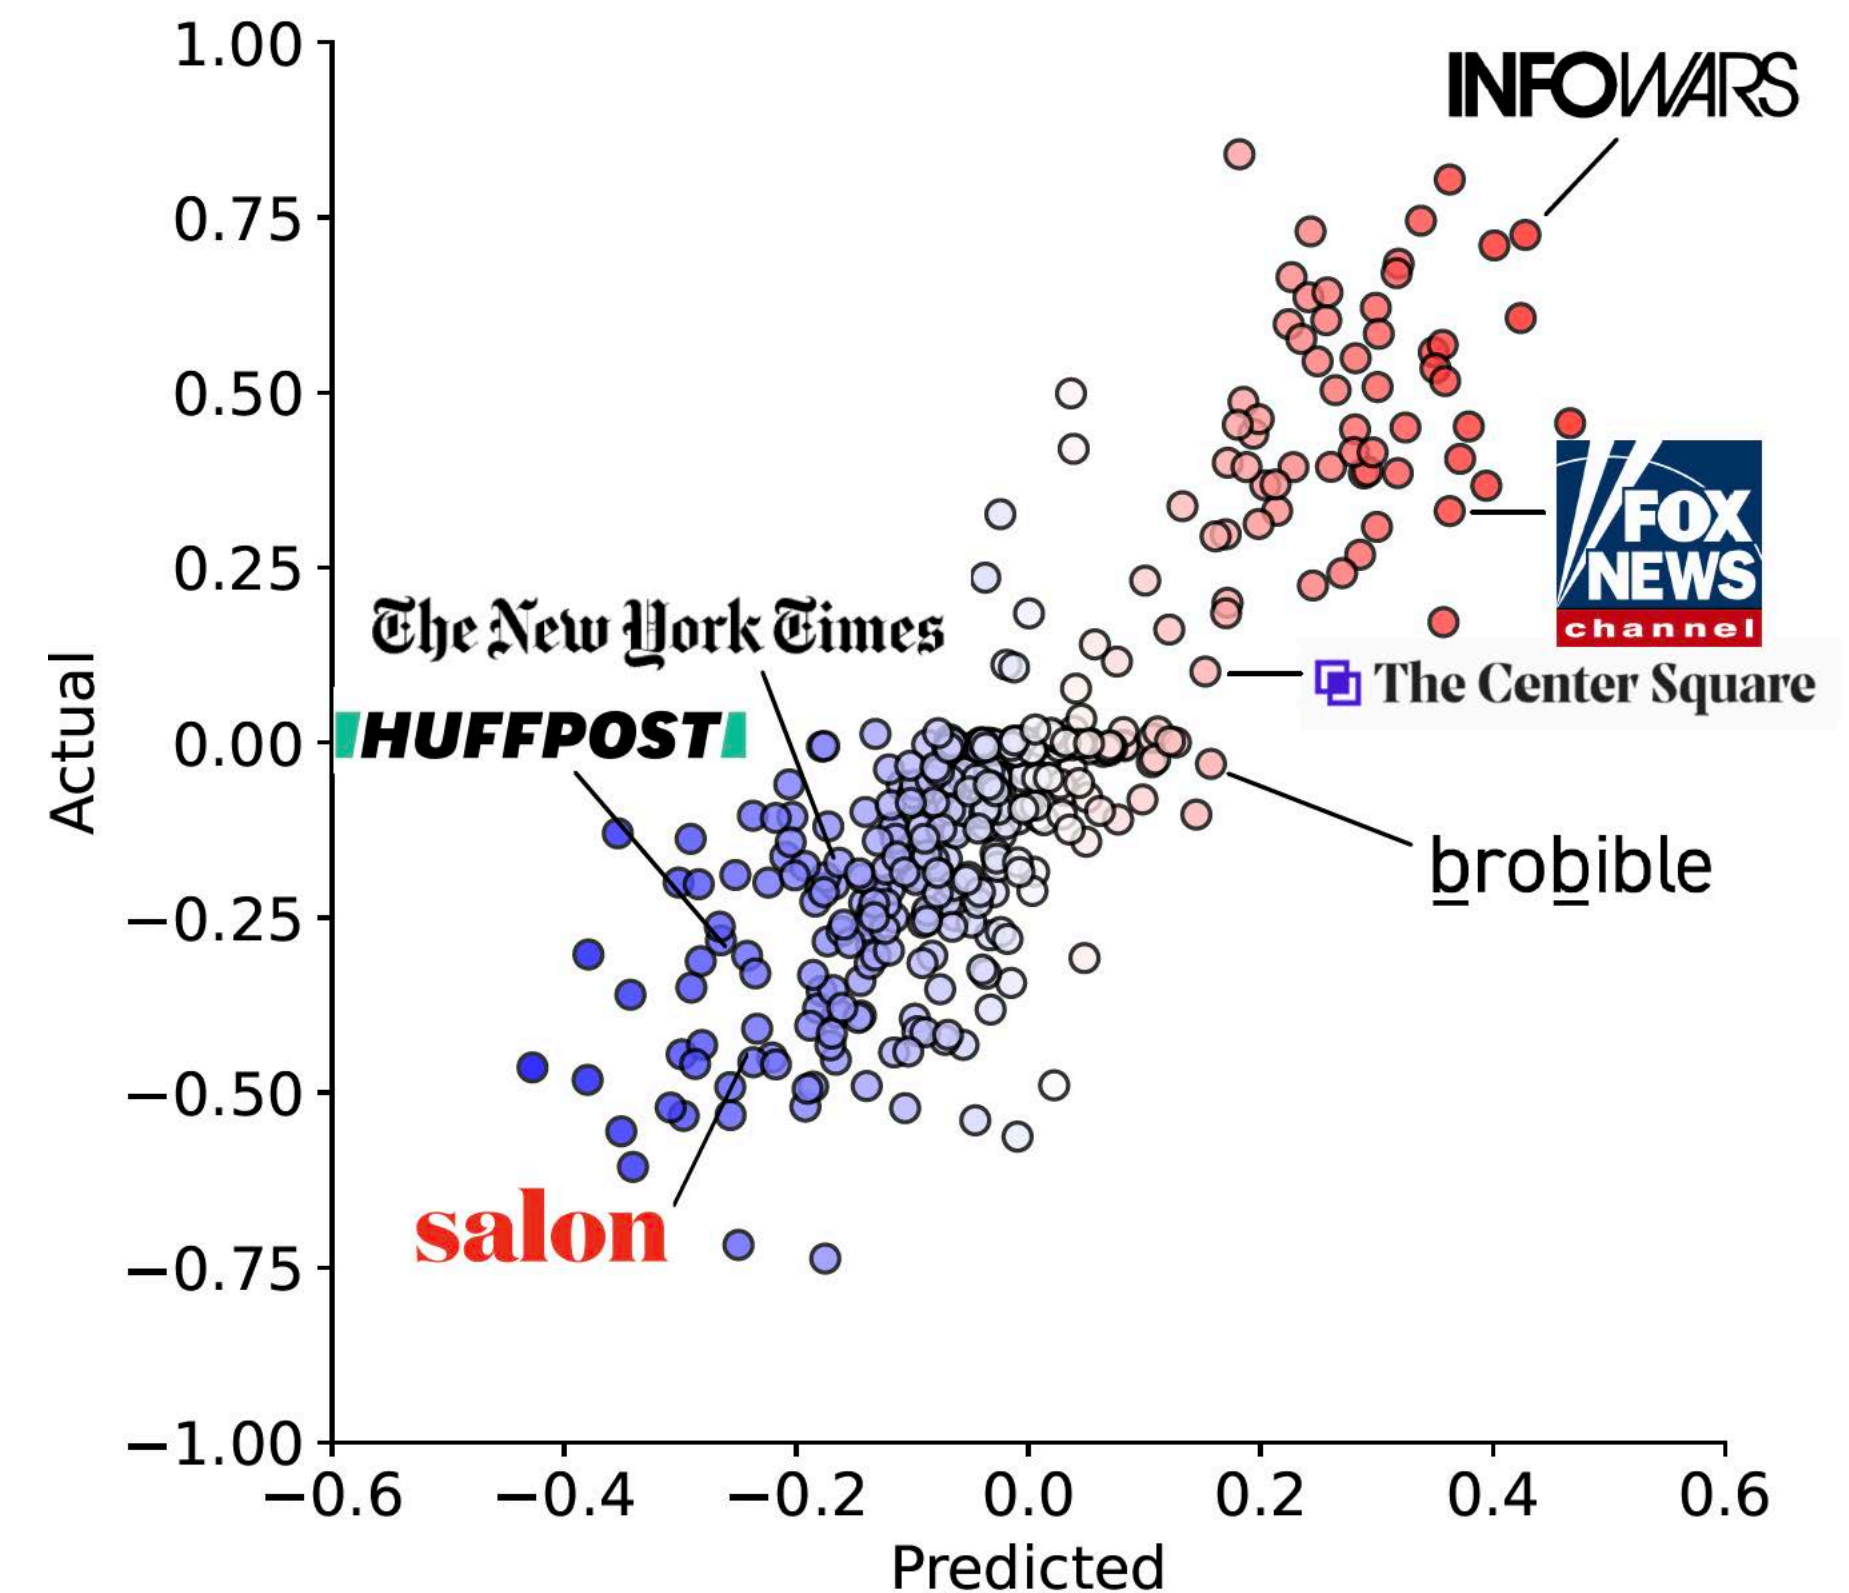 1.00
INFOWARS
0.75
0.50
FOX
NEWS
channel
0.25
The New York Times
The Center Square
HUFFPOST
0.00
Actual
brobible
−0.25
−0.50
salon
−0.75
−1.00
−0.6 −0.4 −0.2 0.0 0.2 0.4 0.6
Predicted